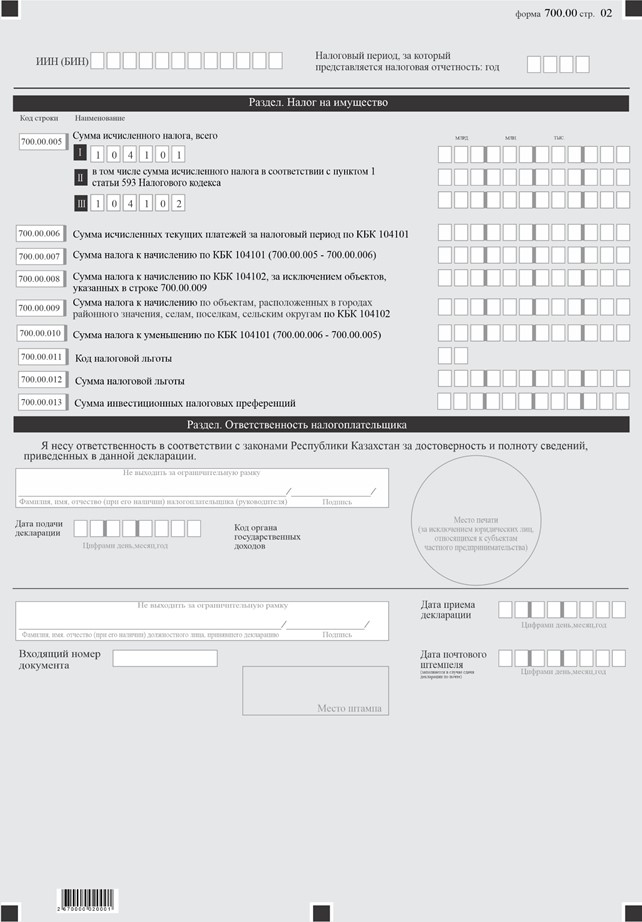 форма 700.00 стр. 02
ИИН (БИН)
Налоговый период, за который
представляется налоговая отчетность: год
Раздел. Налог на имущество
Код строки Наименование
700.00.005 Сумма исчисленного налога, всего
МЛРД МЛН ТЫС
I 1 0 4 1 0 1
II в том числе сумма исчисленного налога в соответствии с пунктом 1
статьи 593 Налогового кодекса
III 1 0 4 1 0 2
700.00.006 Сумма исчисленных текущих платежей за налоговый период по КБК 104101
700.00.007 Сумма налога к начислению по КБК 104101 (700.00.005 - 700.00.006)
700.00.008 Сумма налога к начислению по КБК 104102, за исключением объектов,
указанных в строке 700.00.009
700.00.009 Сумма налога к начислению по объектам, расположенных в городах
районного значения, селам, поселкам, сельским округам по КБК 104102
700.00.010 Сумма налога к уменьшению по КБК 104101 (700.00.006 - 700.00.005)
700.00.011 Код налоговой льготы
700.00.012 Сумма налоговой льготы
700.00.013 Сумма инвестиционных налоговых преференций
Раздел. Ответственность налогоплательщика
Я несу ответственность в соответствии с законами Республики Казахстан за достоверность и полноту сведений,
приведенных в данной декларации.
Не выходить за ограничительную рамку
/ /
Фамилия, имя, отчество (при его наличии) налогоплательщика (руководителя) Подпись
Дата подачи
декларации
Цифрами день,месяц,год
Код органа
государственных
доходов
Место печати
(за исключением юридических лиц,
относящихся к субъектам
частного предпринимательства)
Не выходить за ограничительную рамку
/ /
Фамилия, имя, отчество (при его наличии) должностного лица, принявшего декларацию Подпись
Дата приема
декларации
Цифрами день,месяц,год
Входящий номер
документа
Дата почтового
штемпеля
(заполняется в случае сдачи
декларации по почте)
Цифрами день,месяц,год
Место штампа
2 670000 020001